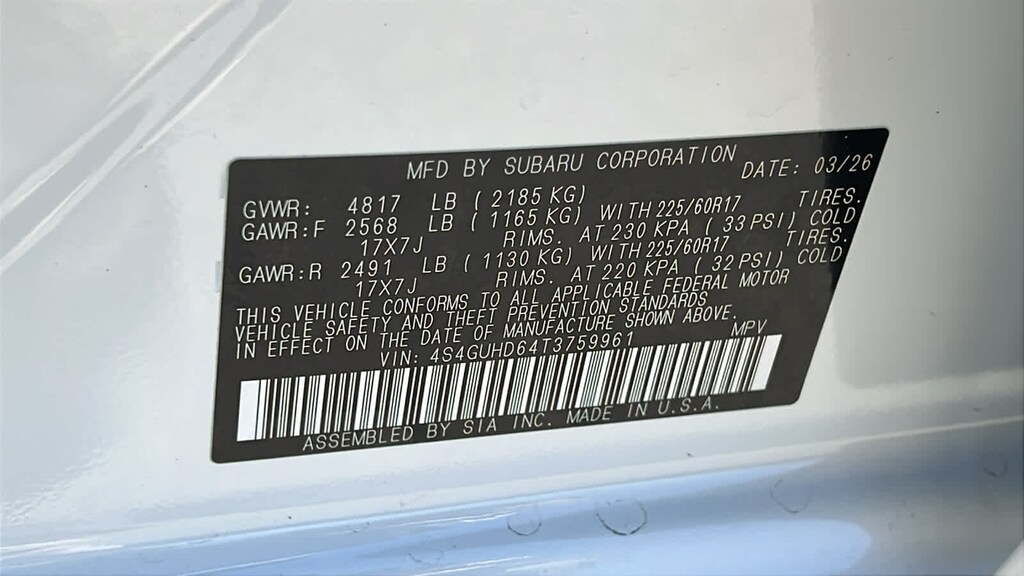 MFD BY SUBARU CORPORATION DATE: 03/26
GVWR: 4817 LB ( 2185 KG)
GAWR:F 2568 LB ( 1165 KG) WITH 225/60R17 TIRES.
17X7J RIMS. AT 230 KPA ( 33 PSI) COLD
GAWR:R 2491 LB ( 1130 KG) WITH 225/60R17 TIRES.
17X7J RIMS. AT 220 KPA ( 32 PSI) COLD
THIS VEHICLE CONFORMS TO ALL APPLICABLE FEDERAL MOTOR
VEHICLE SAFETY AND THEFT PREVENTION STANDARDS
IN EFFECT ON THE DATE OF MANUFACTURE SHOWN ABOVE.
VIN: 4S4GUHD64T3759961 MPV
ASSEMBLED BY SIA INC. MADE IN U.S.A.